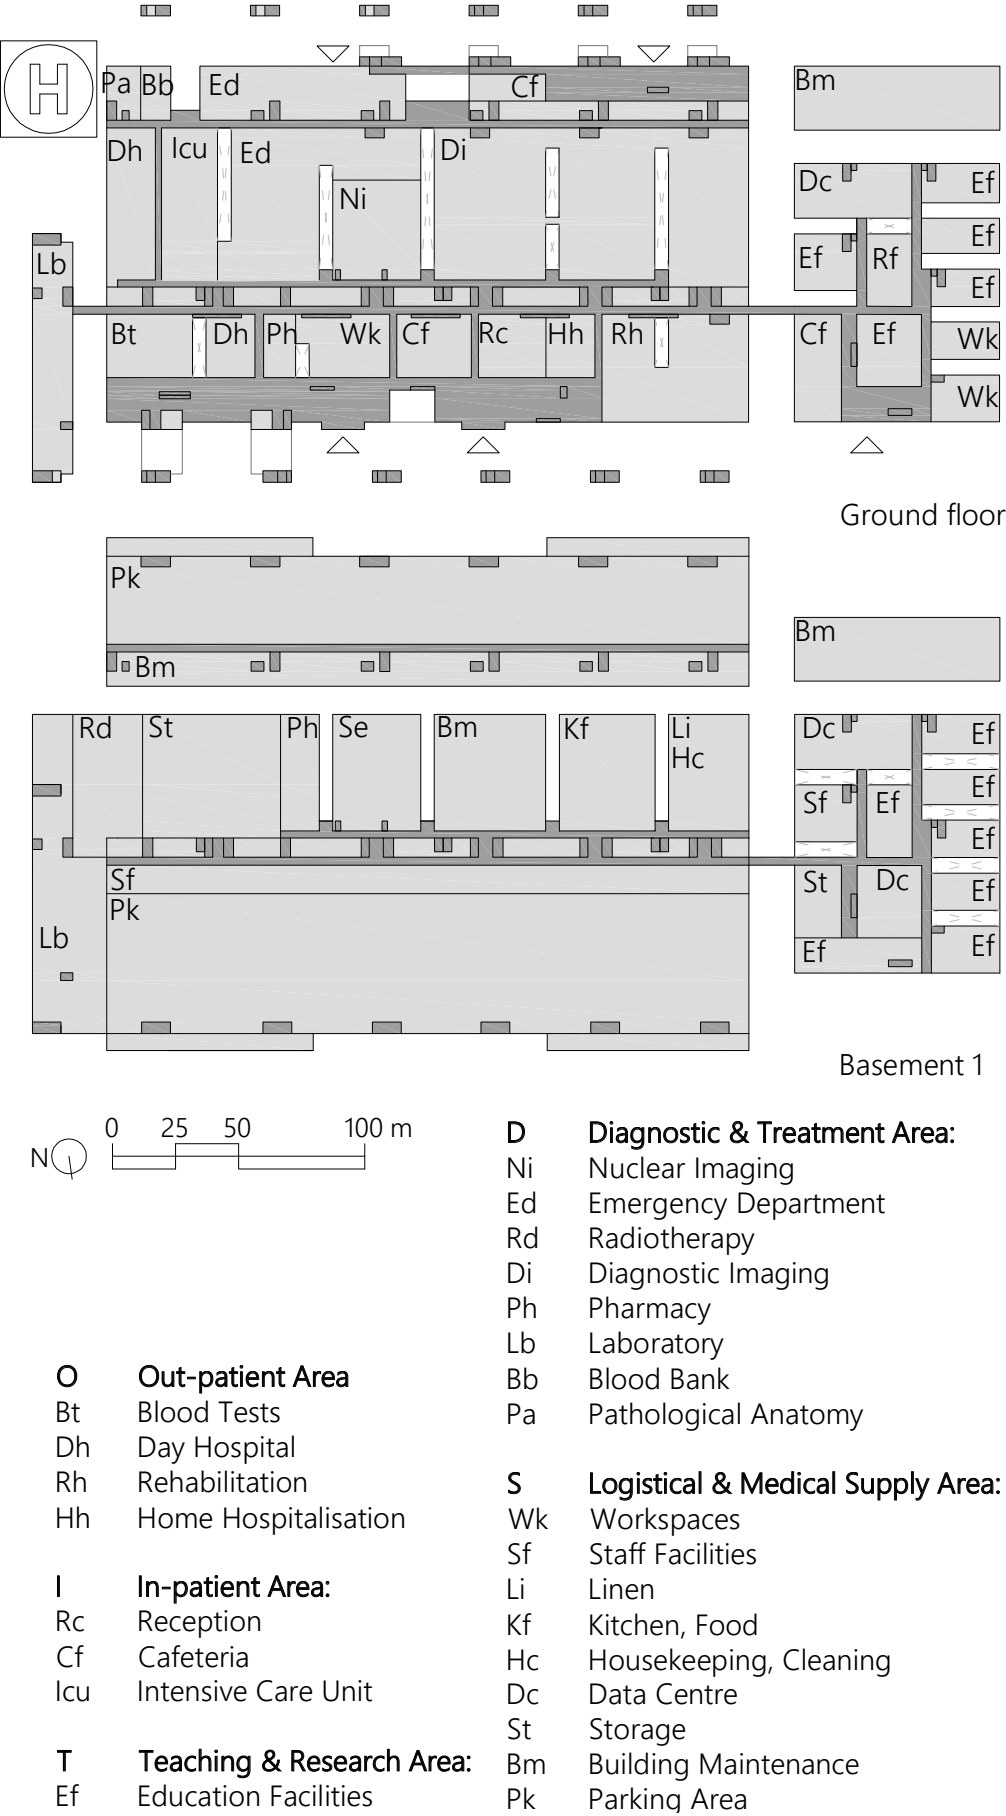 H
Pa Bb Ed Cf Bm
Dh Icu Ed Di
Ni
Dc Ef
Ef
Lb Ef Rf
Ef
Bt Dh Ph Wk Cf Rc Hh Rh Cf Ef Wk
Wk
Ground floor
Pk
Bm
Bm
Rd St Ph Se Bm Kf Li Dc Ef
Hc
Sf Ef Ef
Ef
Sf St Dc Ef
Pk
Lb Ef Ef
Basement 1
N
0 25 50 100 m
D Diagnostic & Treatment Area:
Ni Nuclear Imaging
Ed Emergency Department
Rd Radiotherapy
Di Diagnostic Imaging
Ph Pharmacy
Lb Laboratory
Bb Blood Bank
Pa Pathological Anatomy
O Out-patient Area
Bt Blood Tests
Dh Day Hospital
Rh Rehabilitation
Hh Home Hospitalisation
I In-patient Area:
Rc Reception
Cf Cafeteria
Icu Intensive Care Unit
T Teaching & Research Area:
Ef Education Facilities
S Logistical & Medical Supply Area:
Wk Workspaces
Sf Staff Facilities
Li Linen
Kf Kitchen, Food
Hc Housekeeping, Cleaning
Dc Data Centre
St Storage
Bm Building Maintenance
Pk Parking Area